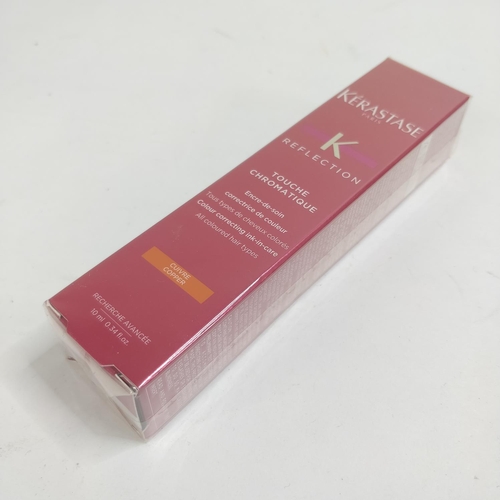 KÉRASTASE
PARIS
K
REFLECTION
TOUCHE
CHROMATIQUE
Encre-de-soin
correctrice de couleur
Tous types de cheveux colorés
Colour correcting ink-in-care
All coloured hair types
CUIVRE
COPPER
RECHERCHE AVANCÉE
10 ml 0.34 fl.oz.